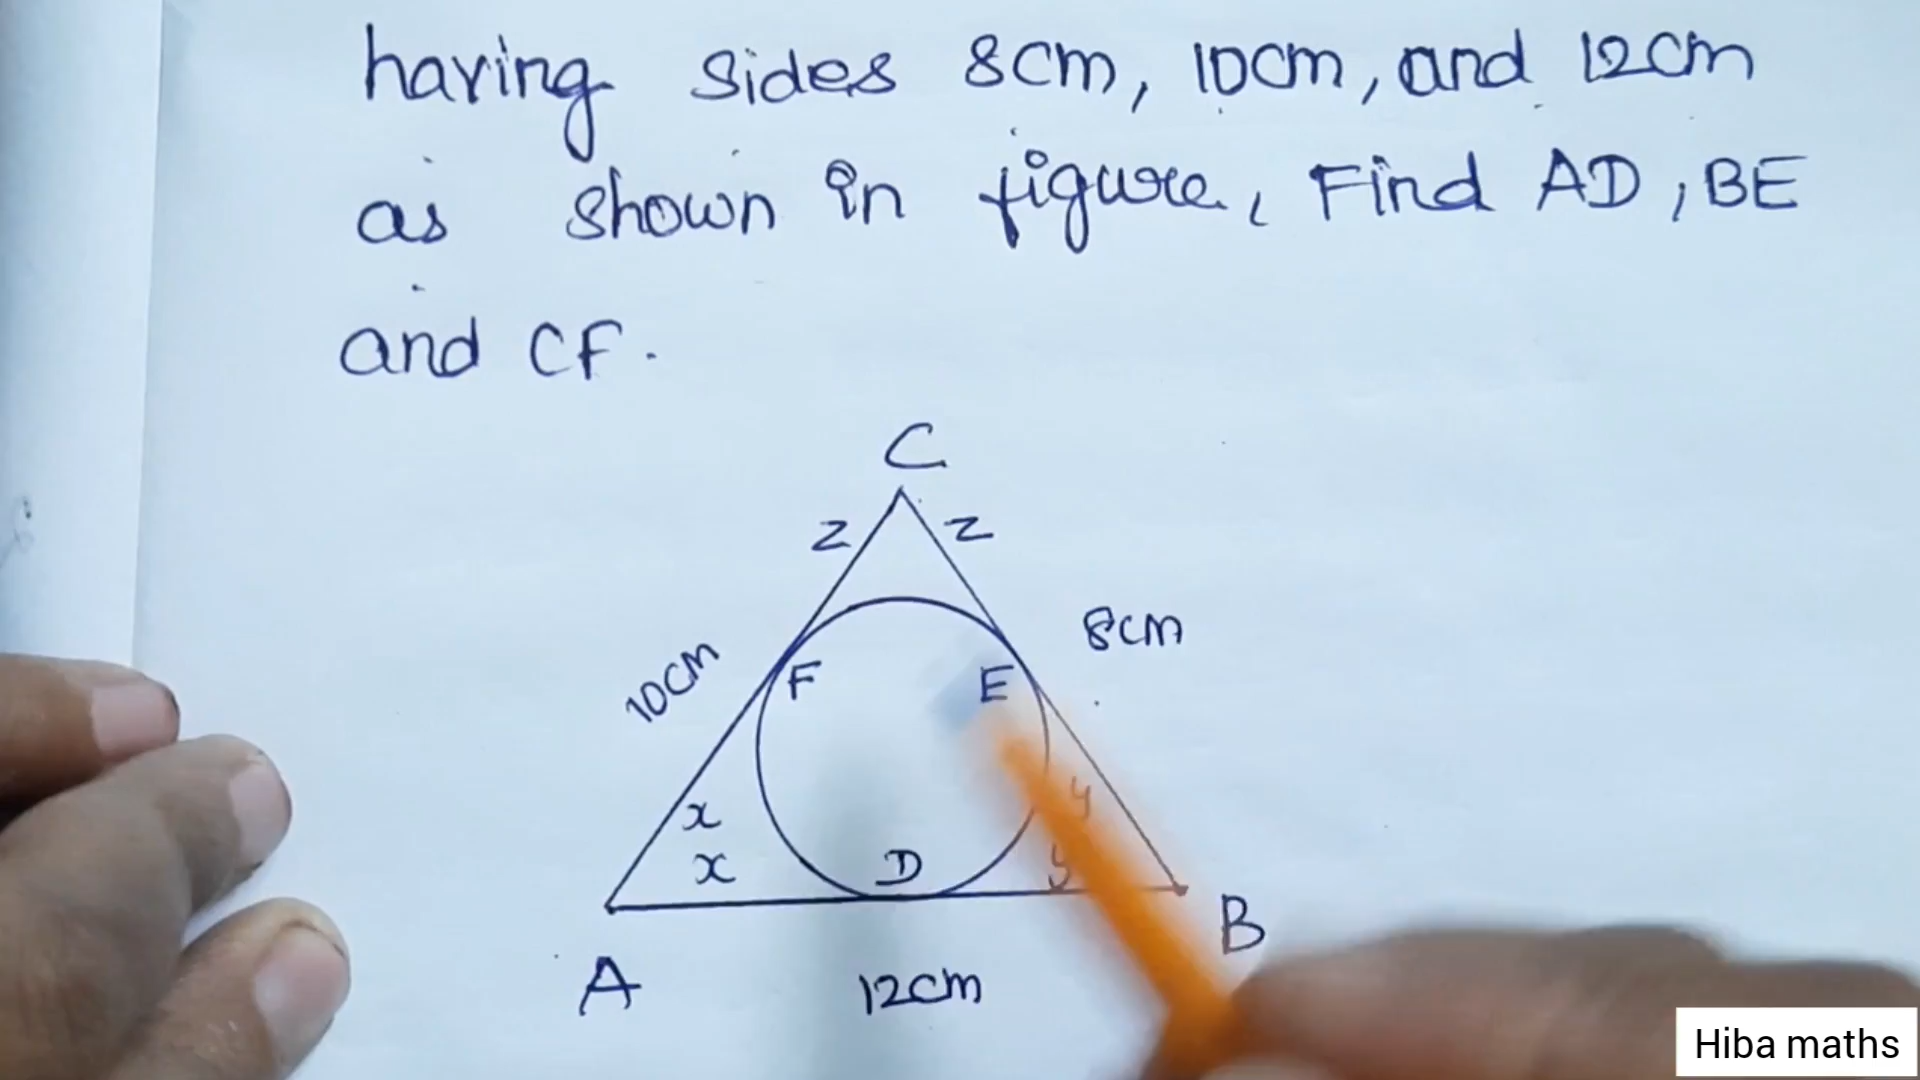 having sides 8cm, 10cm, and 12cm
as shown in figure, Find AD, BE
and CF.
C
z z
8cm
10cm
F E
x y
x D y
A B
12cm
Hiba maths